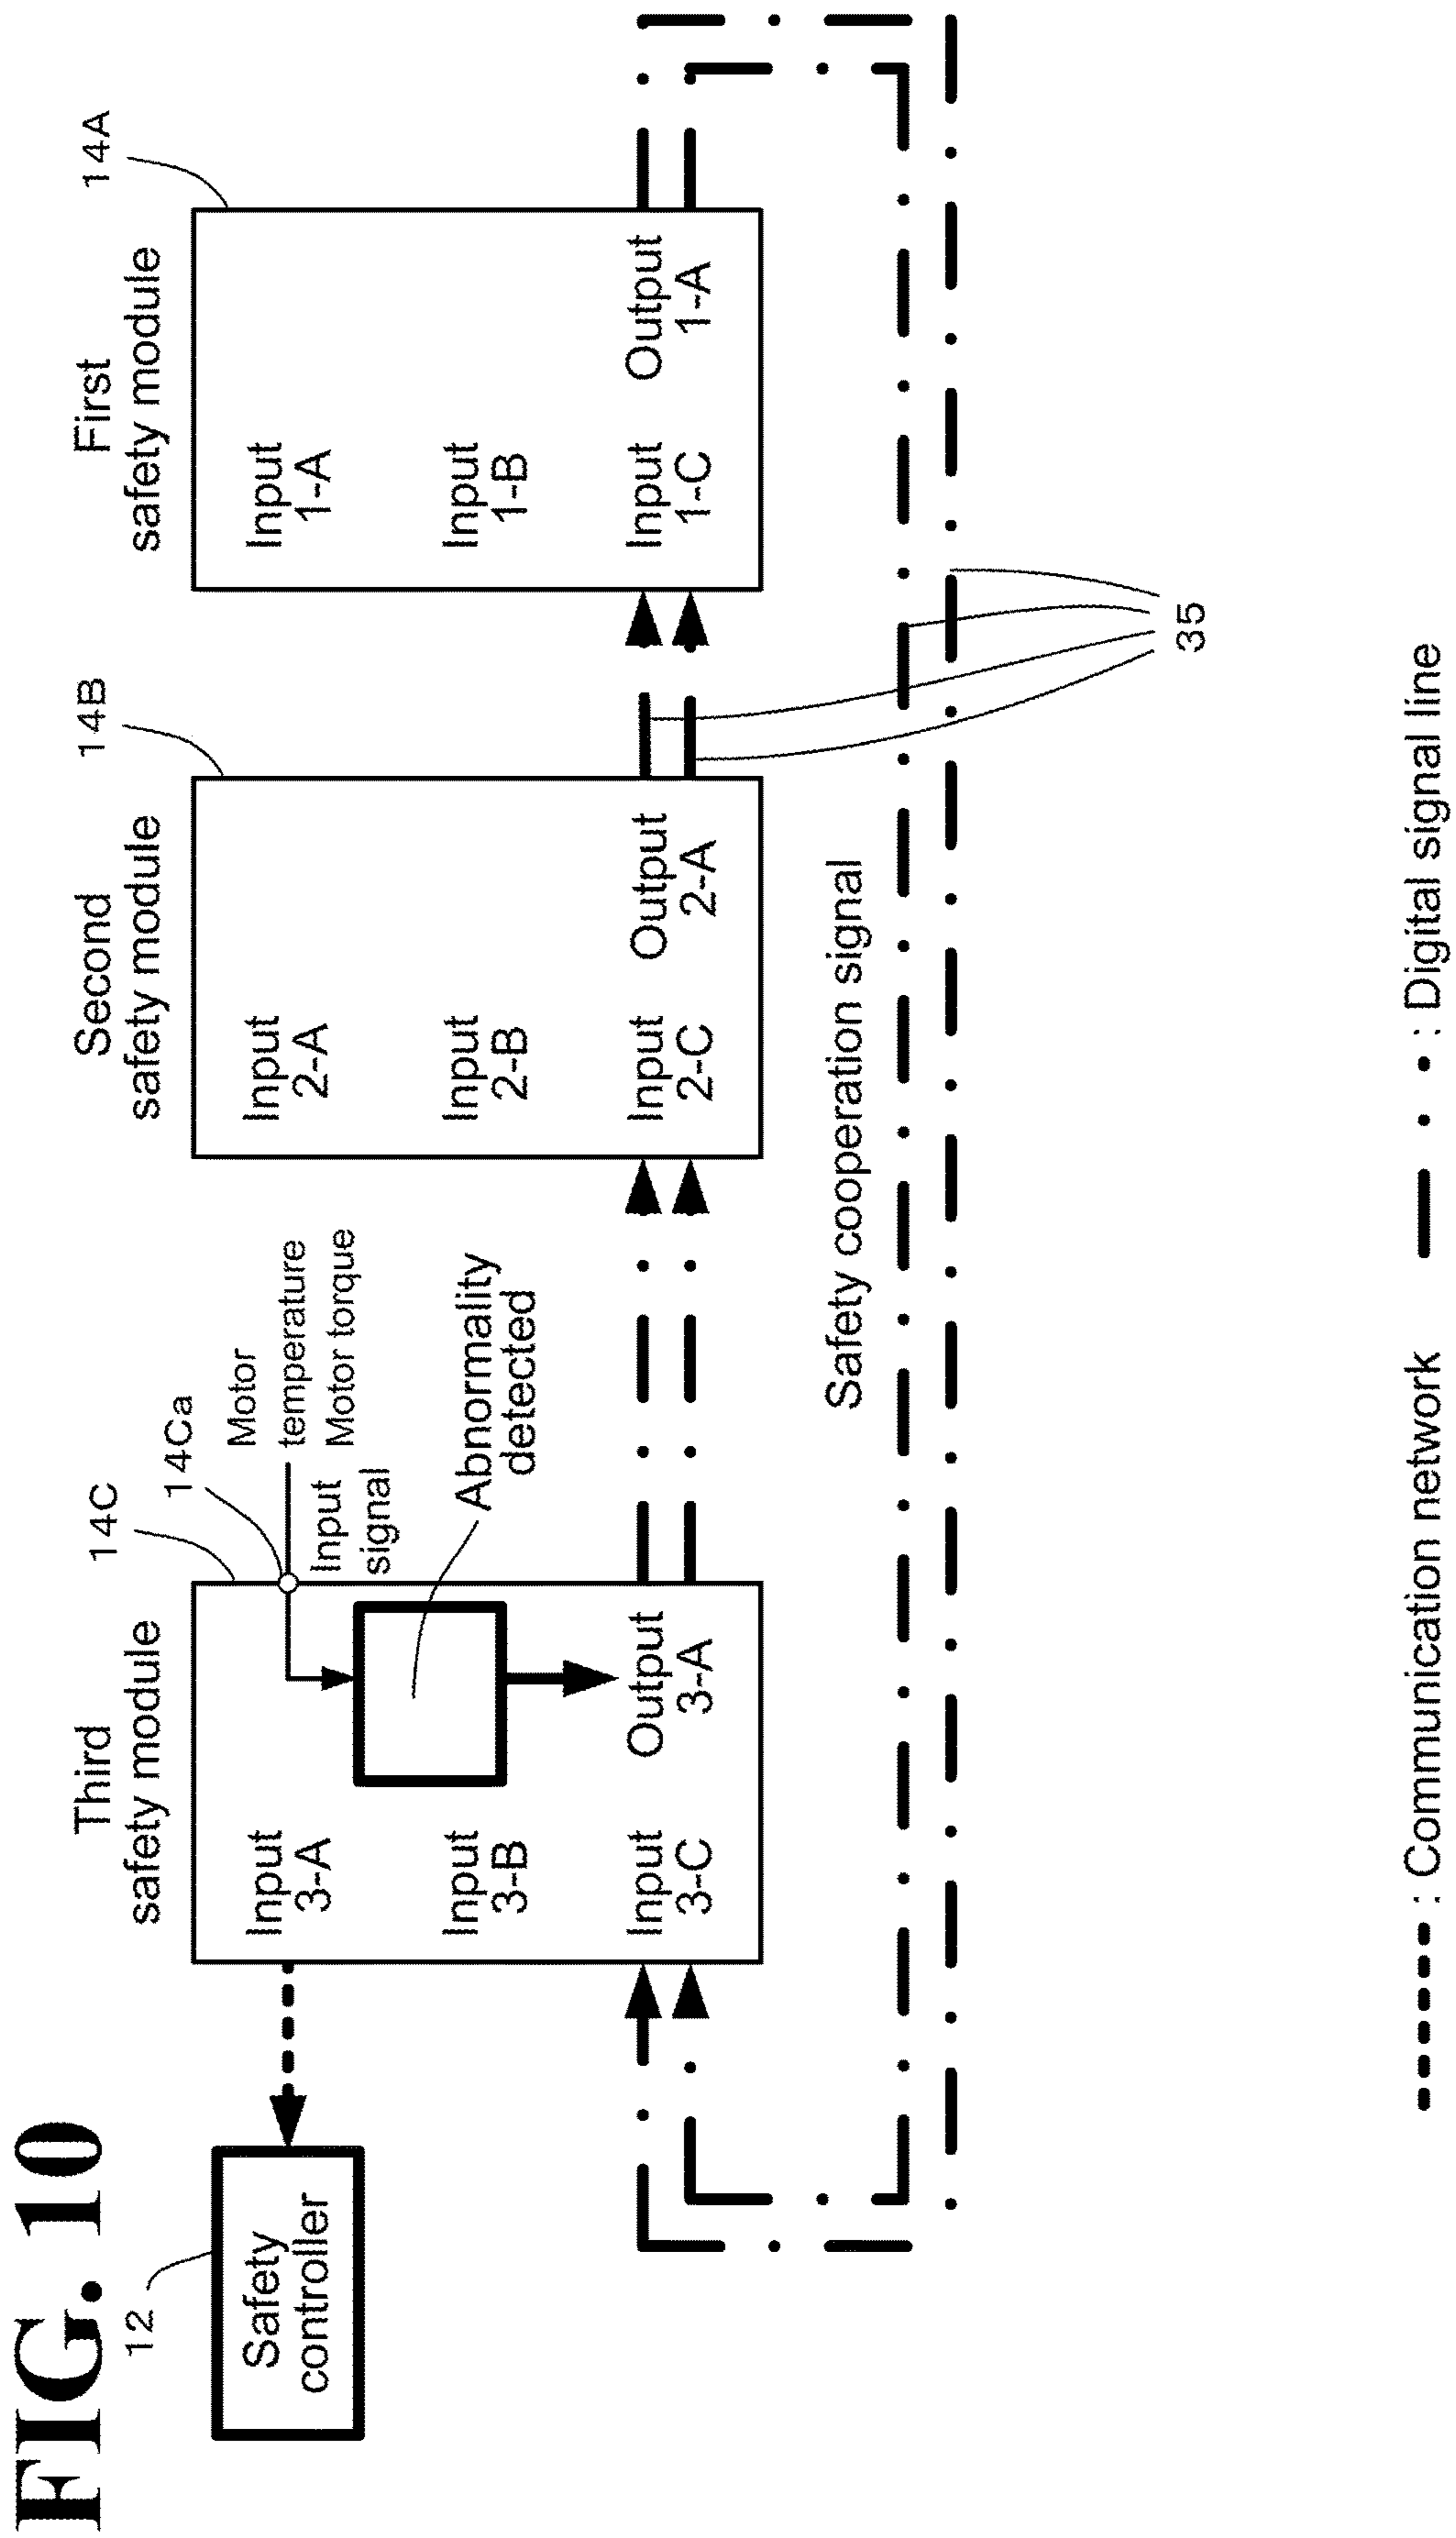 FIG. 10
12
Safety
controller
Third
safety module
14C
14Ca
Input
3-A
Input
3-B
Input
3-C
Output
3-A
Motor
temperature
Motor torque
Input
signal
Abnormality
detected
Second
safety module
14B
Input
2-A
Input
2-B
Input
2-C
Output
2-A
First
safety module
14A
Input
1-A
Input
1-B
Input
1-C
Output
1-A
Safety cooperation signal
35
: Communication network
: Digital signal line